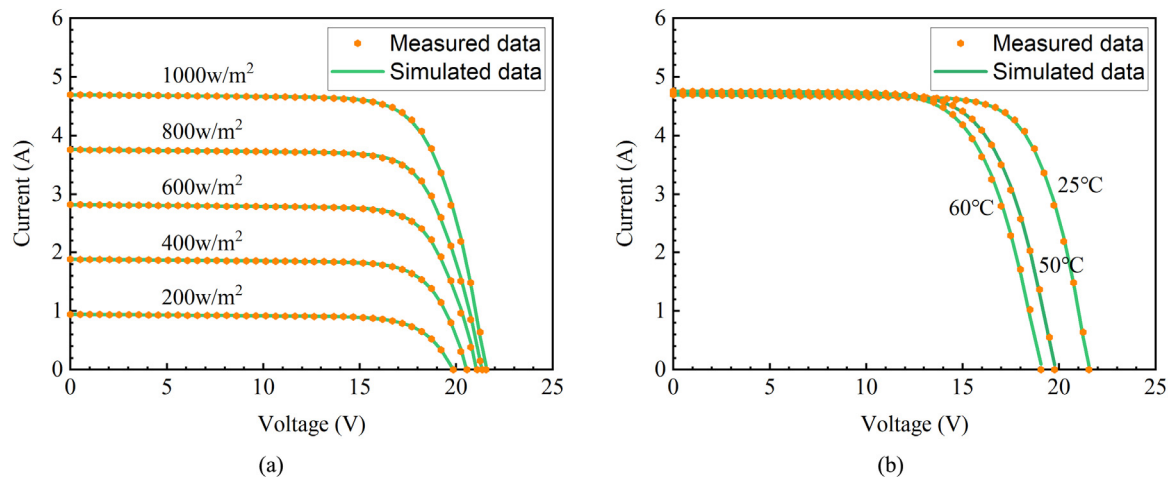 6
5
4
3
2
1
0
Current (A)
Measured data
Simulated data
1000w/m²
800w/m²
600w/m²
400w/m²
200w/m²
0 5 10 15 20 25
Voltage (V)
(a)
6
5
4
3
2
1
0
Current (A)
Measured data
Simulated data
25℃
60℃
50℃
0 5 10 15 20 25
Voltage (V)
(b)